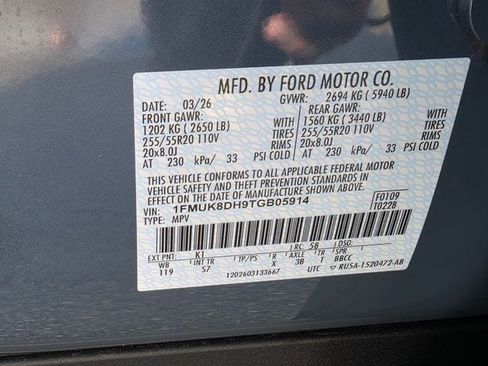 MFD. BY FORD MOTOR CO.
DATE: 03/26 GVWR: 2694 KG ( 5940 LB)
FRONT GAWR: REAR GAWR:
1202 KG ( 2650 LB) WITH 1560 KG ( 3440 LB) WITH
255/55R20 110V TIRES 255/55R20 110V TIRES
20x8.0J RIMS 20x8.0J RIMS
AT 230 kPa/ 33 PSI COLD AT 230 kPa/ 33 PSI COLD
THIS VEHICLE CONFORMS TO ALL APPLICABLE FEDERAL MOTOR
VEHICLE SAFETY AND THEFT PREVENTION STANDARDS IN EFFECT ON
THE DATE OF MANUFACTURE SHOWN ABOVE.
VIN: 1FMUK8DH9TGB05914 F0109
TYPE: MPV T0228
EXT PNT: K1 RC: 58 DSO:
WB INT TR TP/PS R AXLE TR SPR
119 S7 X 3B T BBCC
1202603133667 UTC ▽ RU5A-1520472-AB